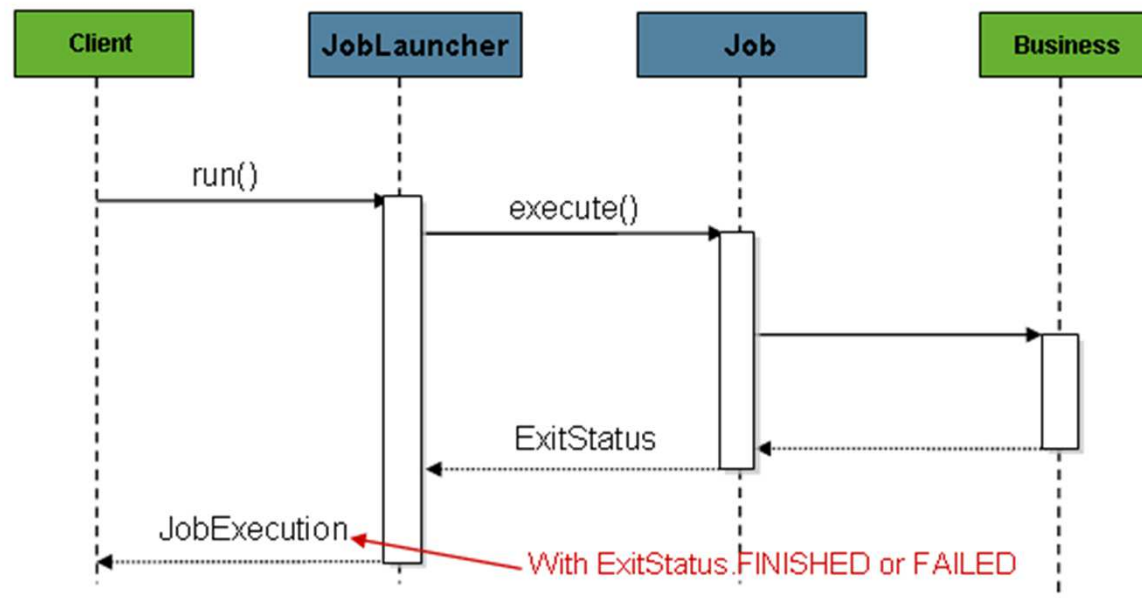 Client
JobLauncher
Job
Business
run()
execute()
ExitStatus
JobExecution
With ExitStatus.FINISHED or FAILED